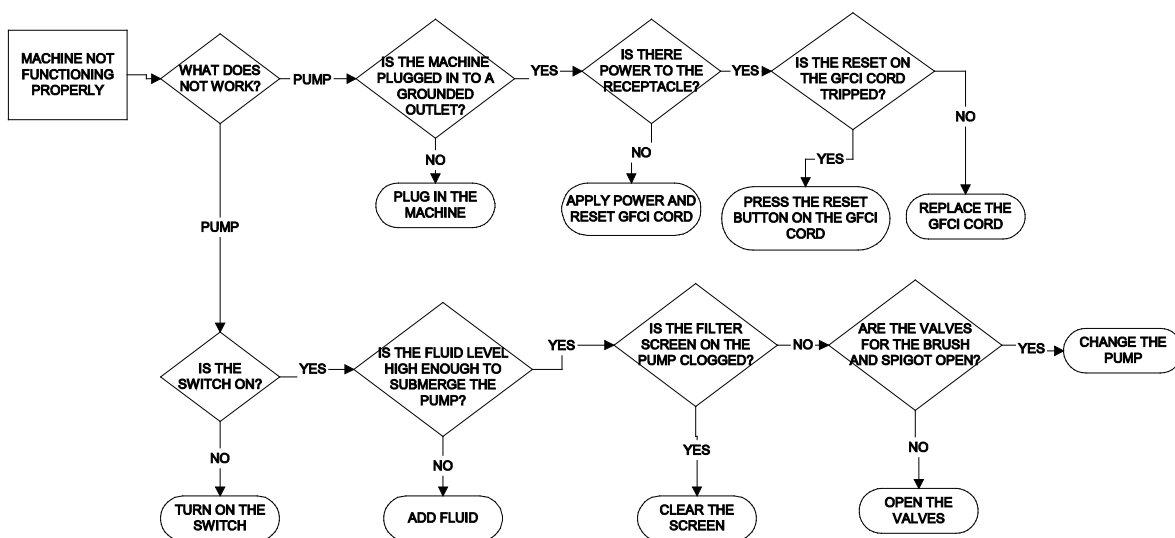 MACHINE NOT
FUNCTIONING
PROPERLY
WHAT DOES
NOT WORK?
PUMP
IS THE MACHINE
PLUGGED IN TO A
GROUNDED
OUTLET?
YES
IS THERE
POWER TO THE
RECEPTACLE?
YES
IS THE RESET ON
THE GFCI CORD
TRIPPED?
NO
NO
NO
YES
PLUG IN THE
MACHINE
APPLY POWER AND
RESET GFCI CORD
PRESS THE RESET
BUTTON ON THE GFCI
CORD
REPLACE THE
GFCI CORD
PUMP
IS THE
SWITCH ON?
YES
IS THE FLUID LEVEL
HIGH ENOUGH TO
SUBMERGE THE
PUMP?
YES
IS THE FILTER
SCREEN ON THE
PUMP CLOGGED?
NO
ARE THE VALVES
FOR THE BRUSH
AND SPIGOT OPEN?
YES
CHANGE THE
PUMP
NO
NO
YES
NO
TURN ON THE
SWITCH
ADD FLUID
CLEAR THE
SCREEN
OPEN THE
VALVES